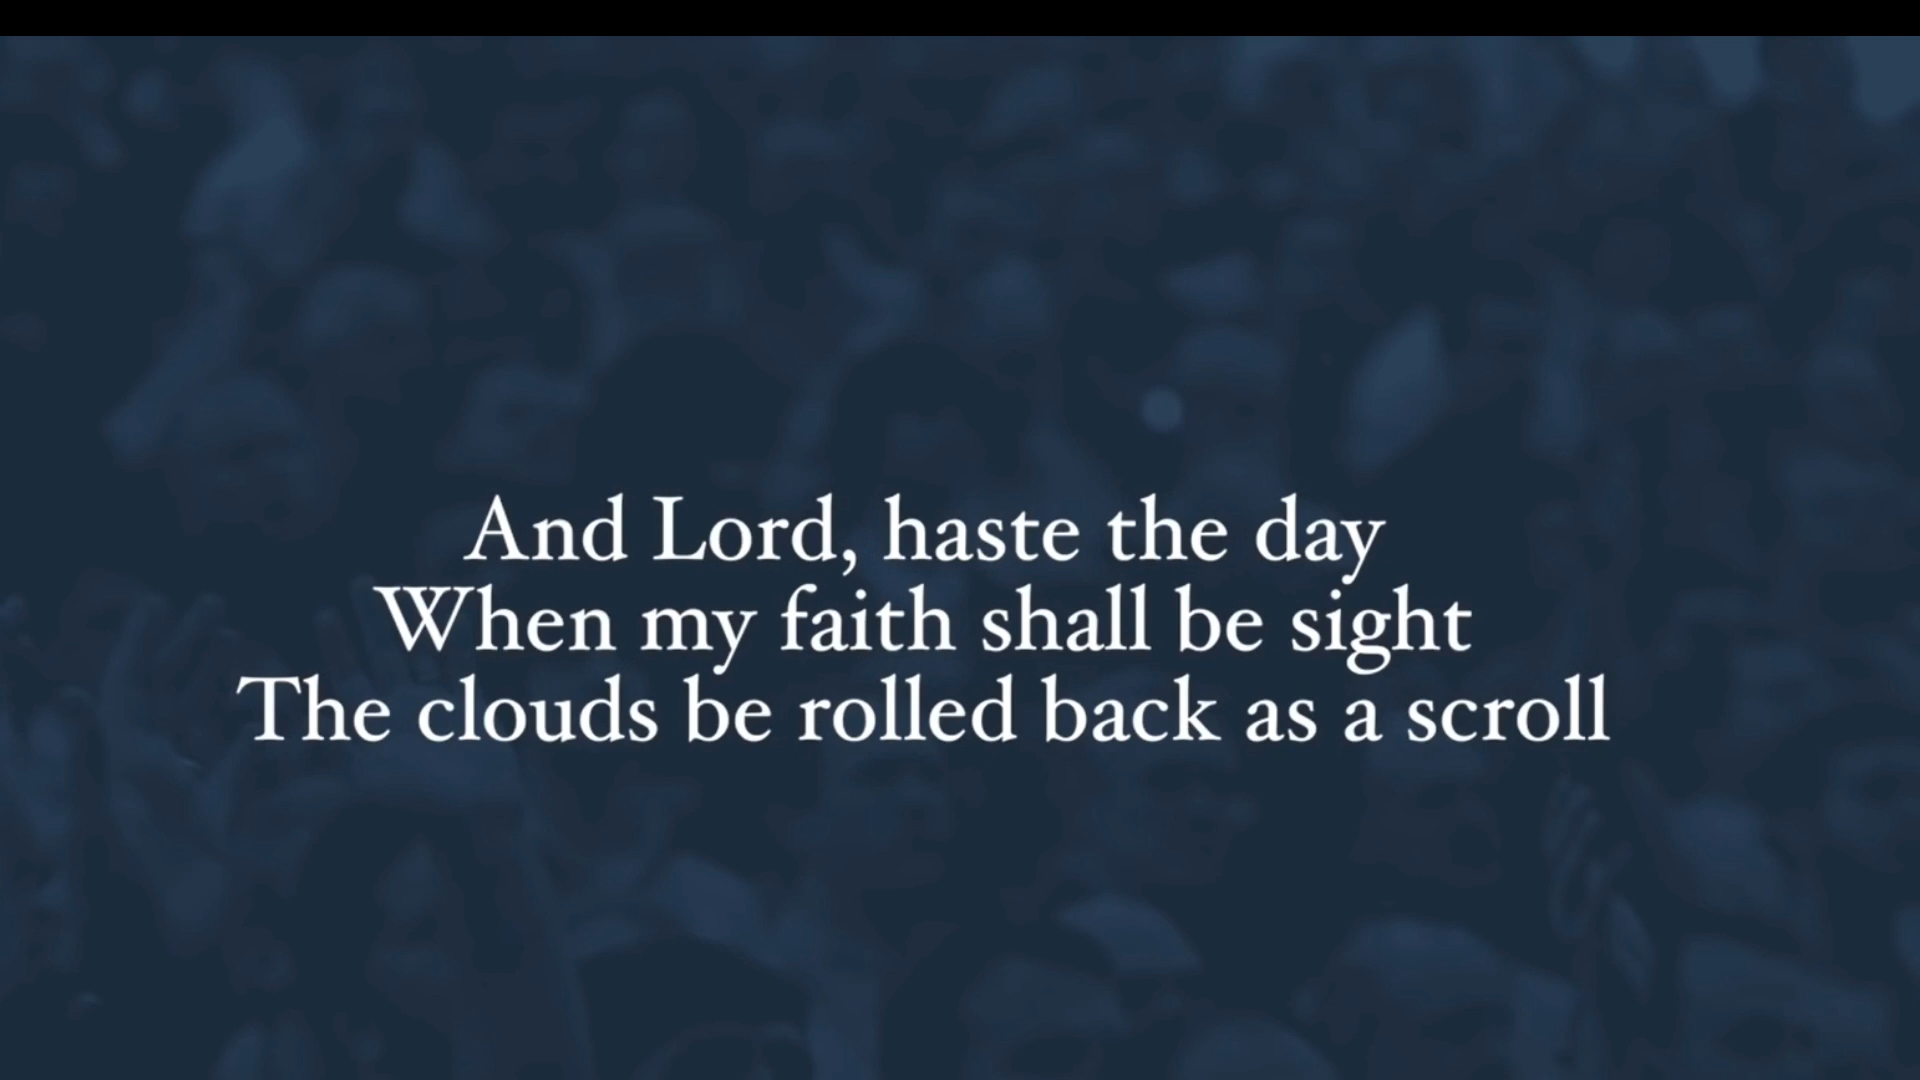 And Lord, haste the day
When my faith shall be sight
The clouds be rolled back as a scroll